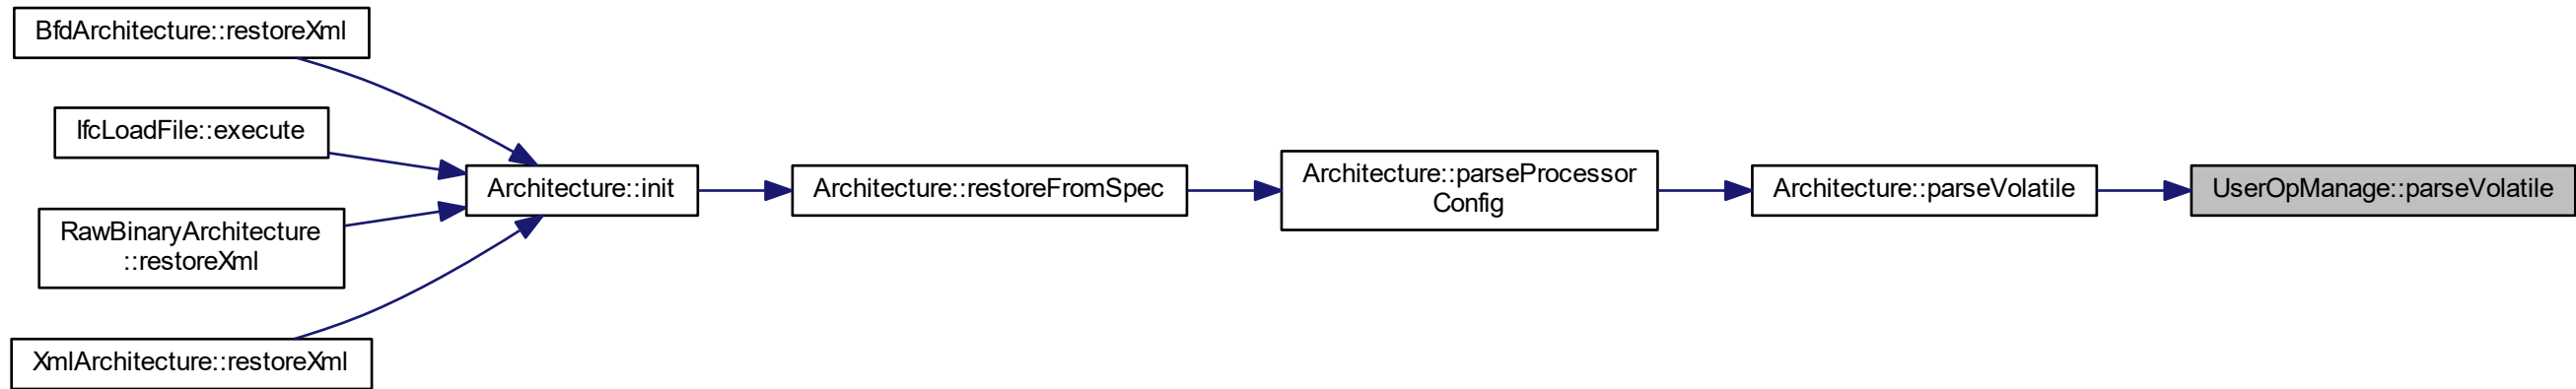 BfdArchitecture::restoreXml
IfcLoadFile::execute
RawBinaryArchitecture
::restoreXml
XmlArchitecture::restoreXml
Architecture::init
Architecture::restoreFromSpec
Architecture::parseProcessor
Config
Architecture::parseVolatile
UserOpManage::parseVolatile